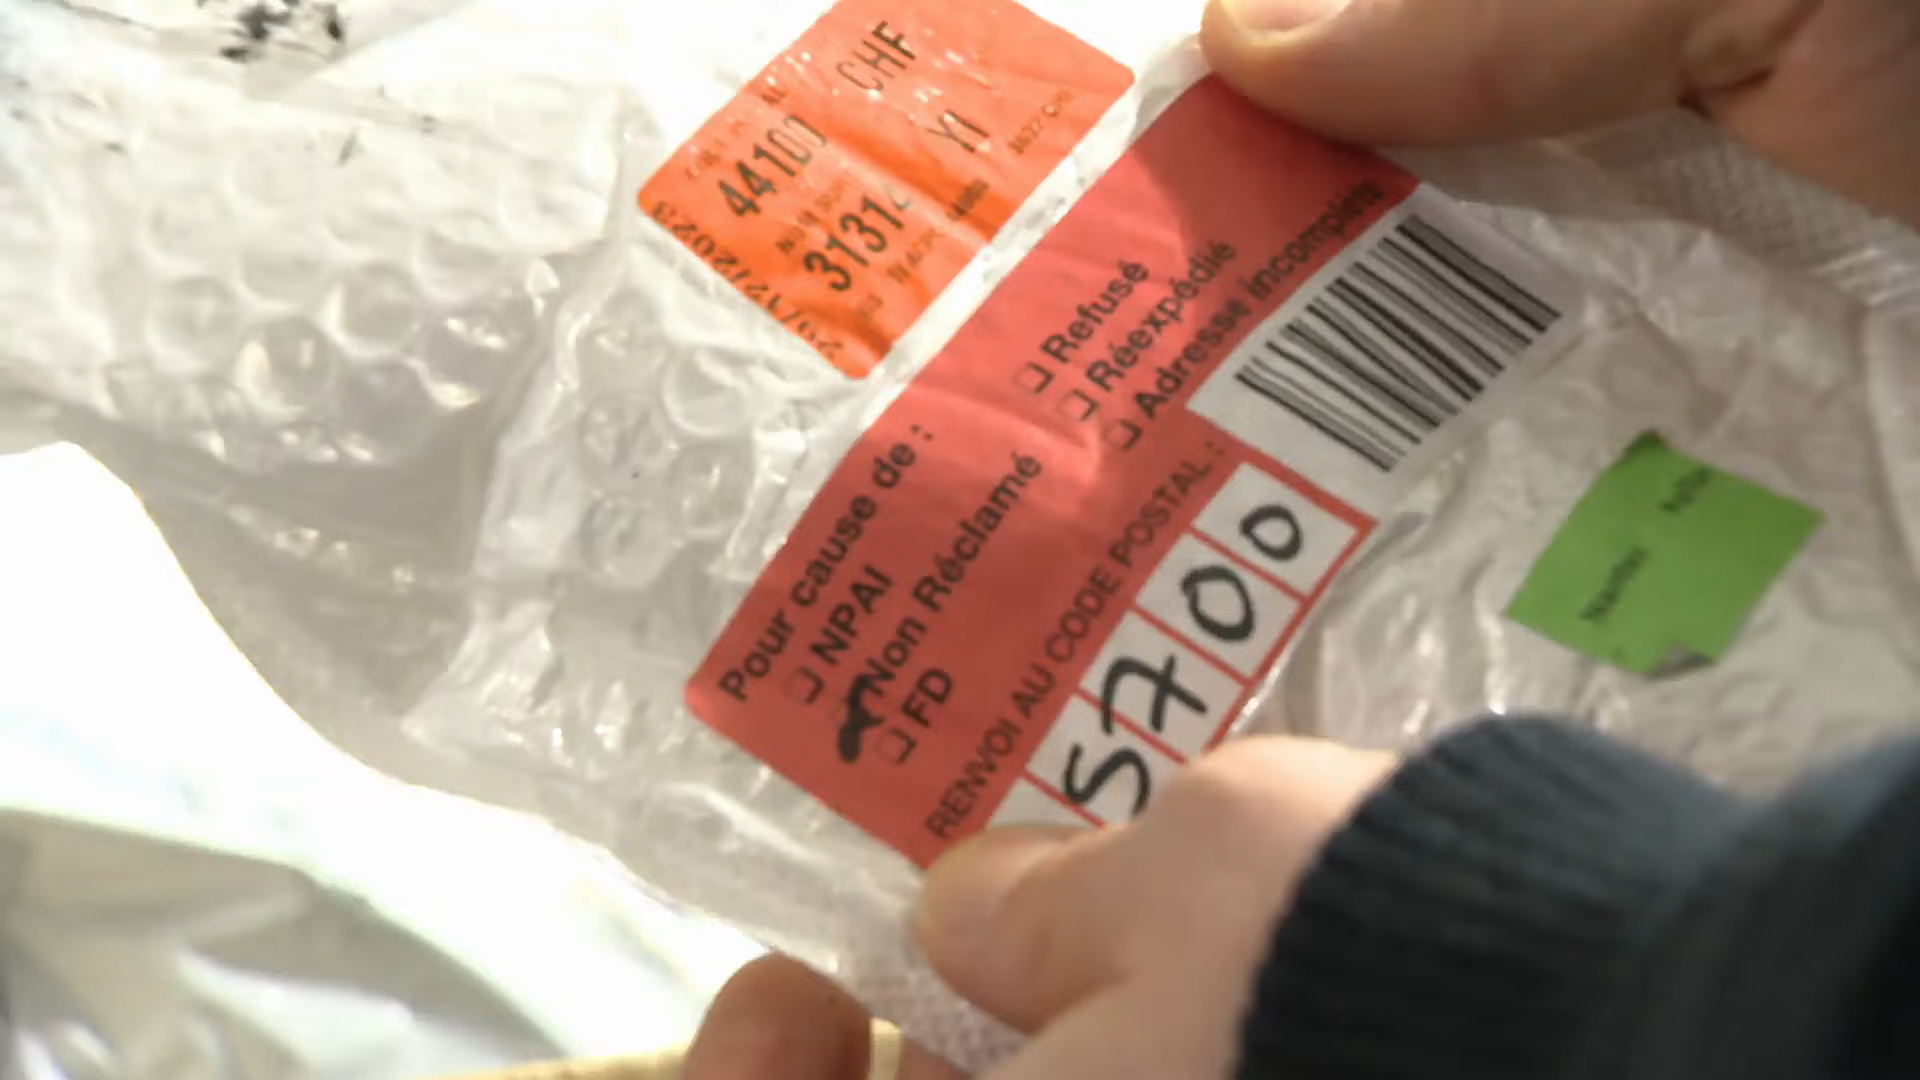 44100 CHF
YI
Pour cause de :
NPAI
Non Réclamé
FD
Refusé
Réexpédié
Adresse incomplète
RENVOI AU CODE POSTAL :
5700
Nantes